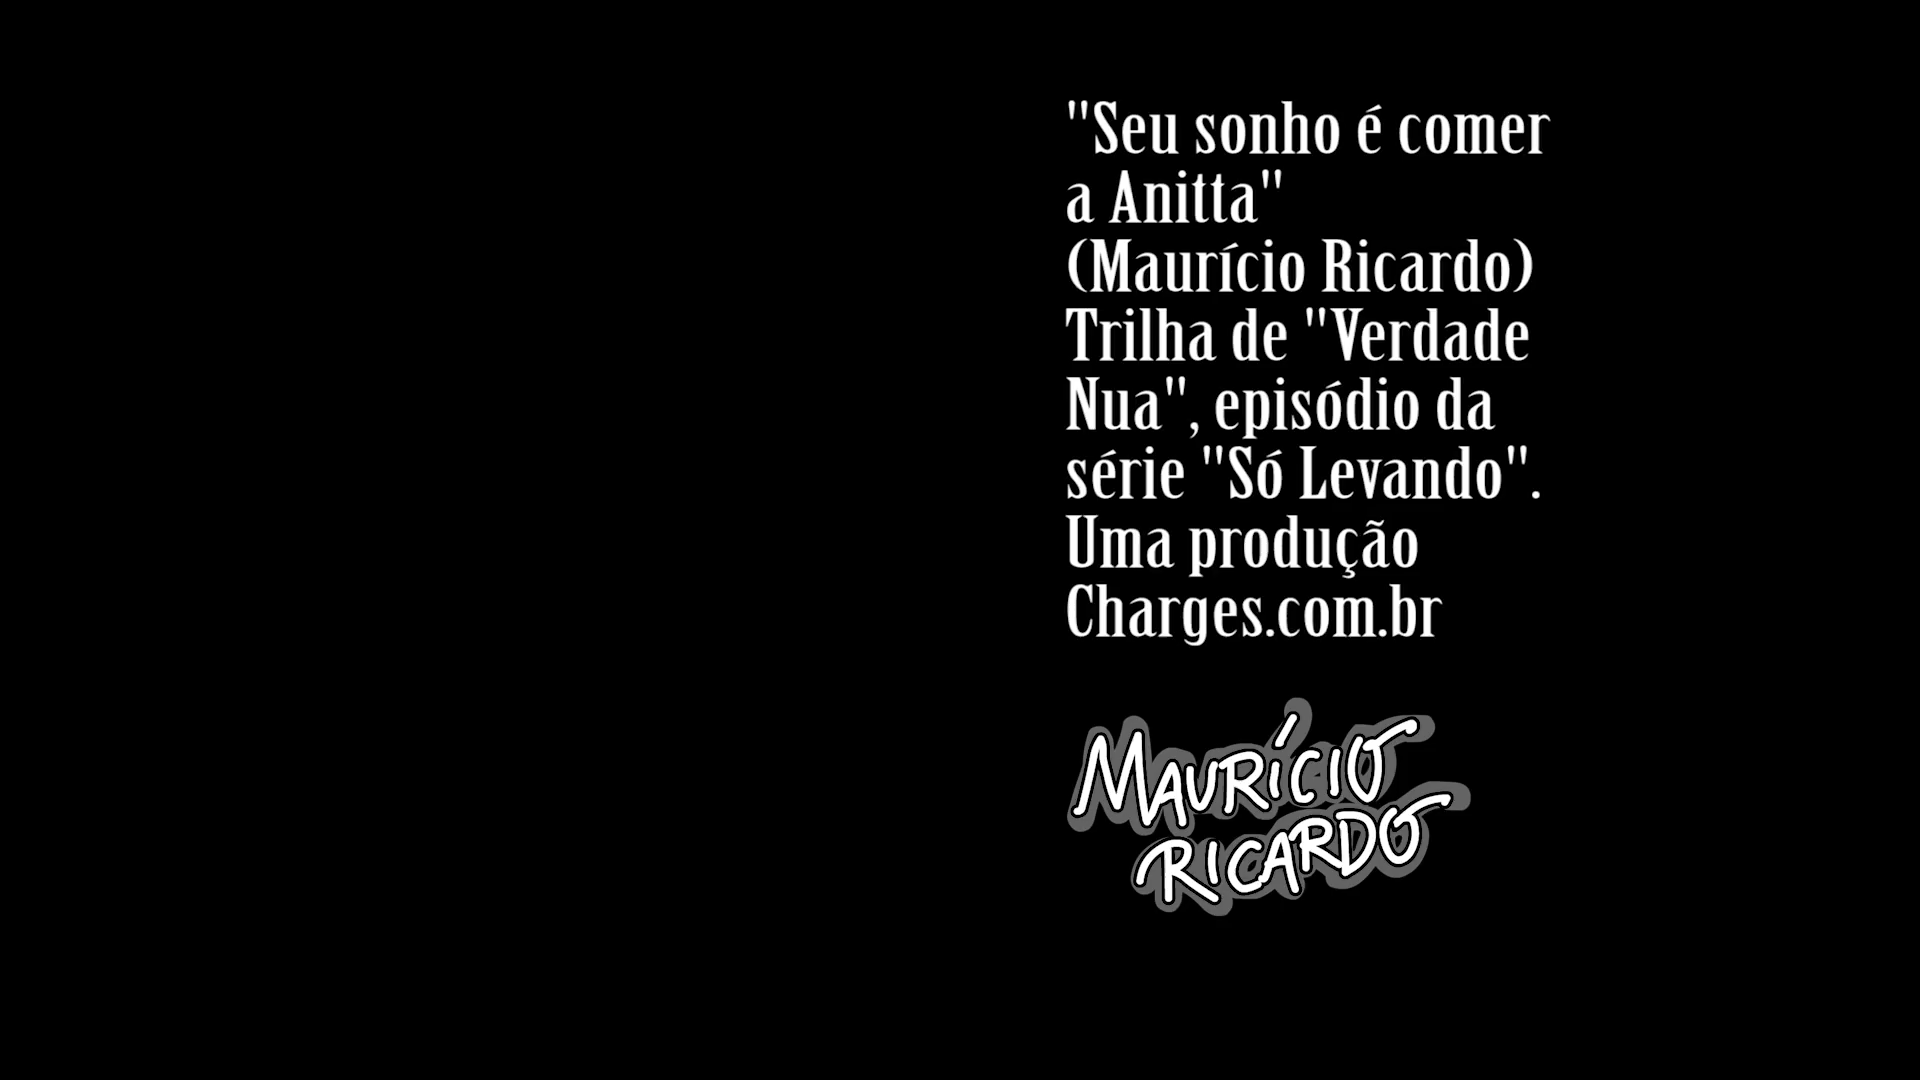 "Seu sonho é comer
a Anitta"
(Maurício Ricardo)
Trilha de "Verdade
Nua", episódio da
série "Só Levando".
Uma produção
Charges.com.br
MAURÍCIO
RICARDO